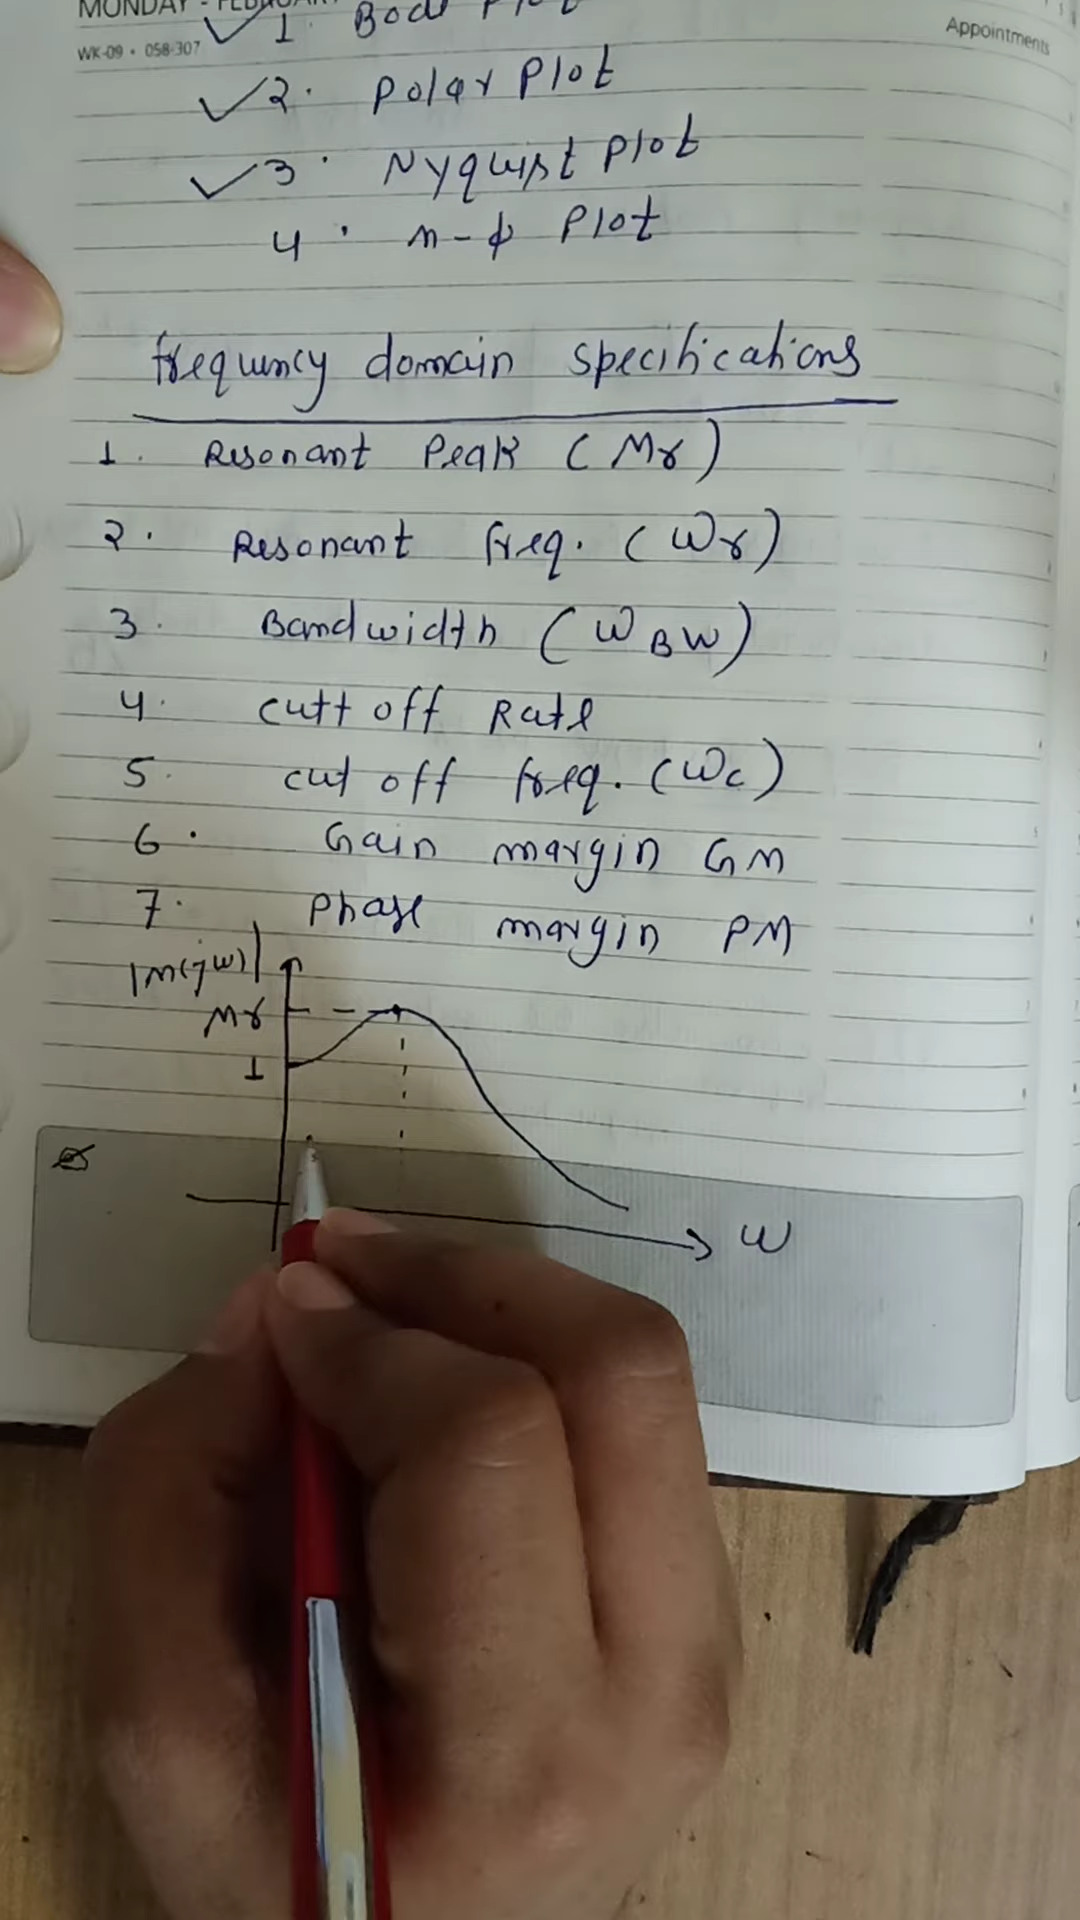 MONDAY - FEBRUARY
WK-09 • 058-307
Appointments
1. Bode Plot
2. Polar Plot
3. Nyquist Plot
4. M-φ Plot
frequency domain specifications
1. Resonant Peak (Mr)
2. Resonant freq. (ωr)
3. Bandwidth (ωBW)
4. Cutt off Rate
5. cut off freq. (ωc)
6. Gain margin GM
7. Phase margin PM
|M(jω)|
Mr
1
ω